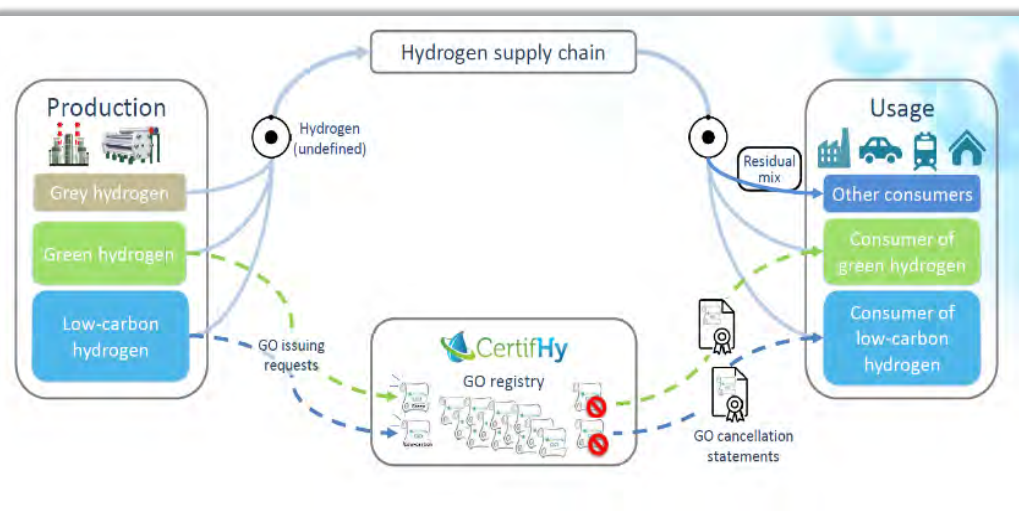 Hydrogen supply chain
Production
Hydrogen
(undefined)
Grey hydrogen
Green hydrogen
Low-carbon
hydrogen
GO issuing
requests
CertifHy
GO registry
GO cancellation
statements
Usage
Residual
mix
Other consumers
Consumer of
green hydrogen
Consumer of
low-carbon
hydrogen